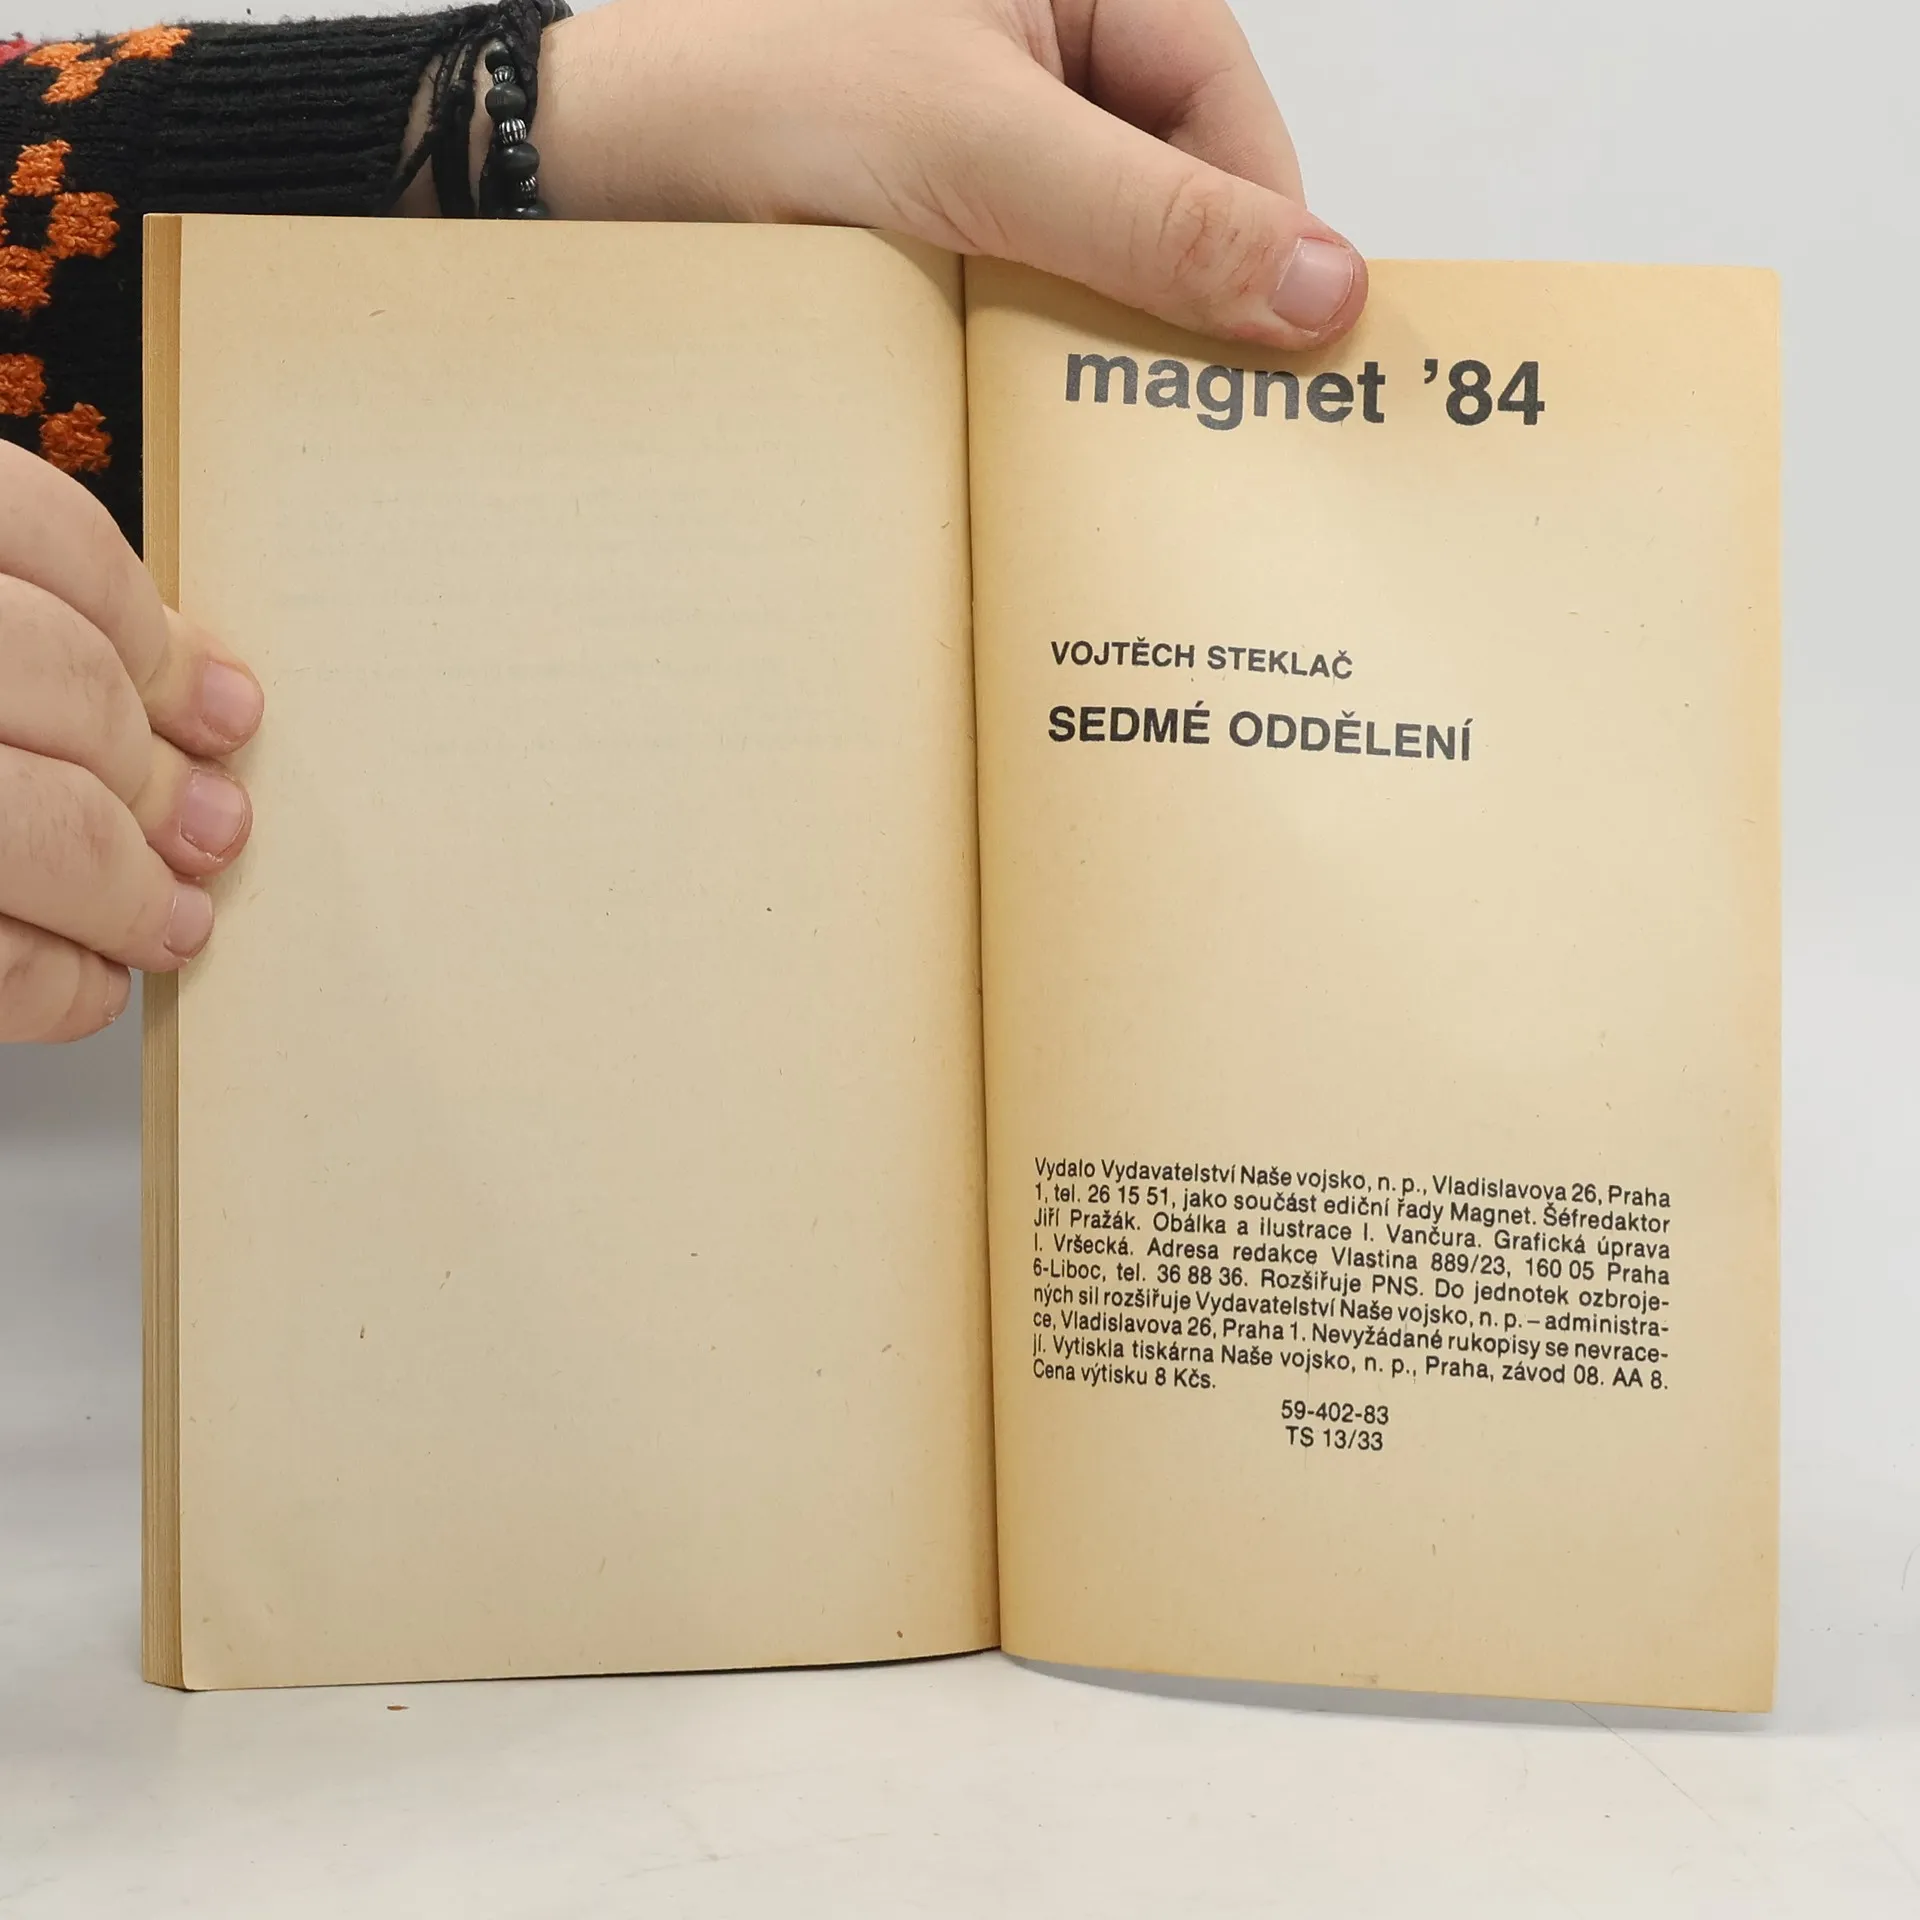 magnet ’84
VOJTĚCH STEKLAČ
SEDMÉ ODDĚLENÍ
Vydalo Vydavatelství Naše vojsko, n. p., Vladislavova 26, Praha
1, tel. 26 15 51, jako součást ediční řady Magnet. Šéfredaktor
Jiří Pražák. Obálka a ilustrace I. Vančura. Grafická úprava
I. Vršecká. Adresa redakce Vlastina 889/23, 160 05 Praha
6-Liboc, tel. 36 88 36. Rozšiřuje PNS. Do jednotek ozbroje-
ných sil rozšiřuje Vydavatelství Naše vojsko, n. p. – administra-
ce, Vladislavova 26, Praha 1. Nevyžádané rukopisy se nevrace-
jí. Vytiskla tiskárna Naše vojsko, n. p., Praha, závod 08. AA 8.
Cena výtisku 8 Kčs.
59-402-83
TS 13/33